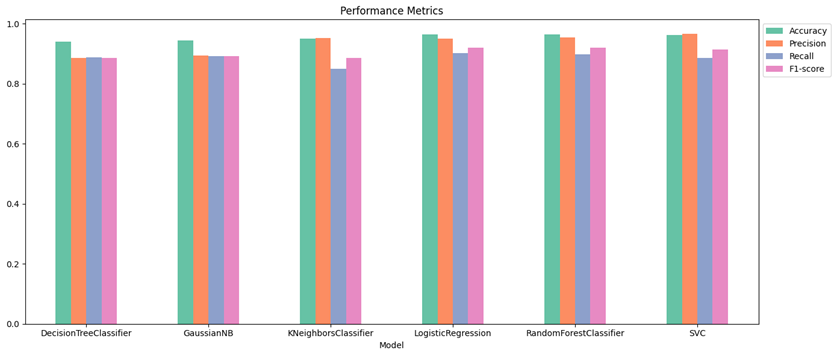 Performance Metrics
1.0
0.8
0.6
0.4
0.2
0.0
DecisionTreeClassifier GaussianNB KNeighborsClassifier LogisticRegression RandomForestClassifier SVC
Model
Accuracy
Precision
Recall
F1-score